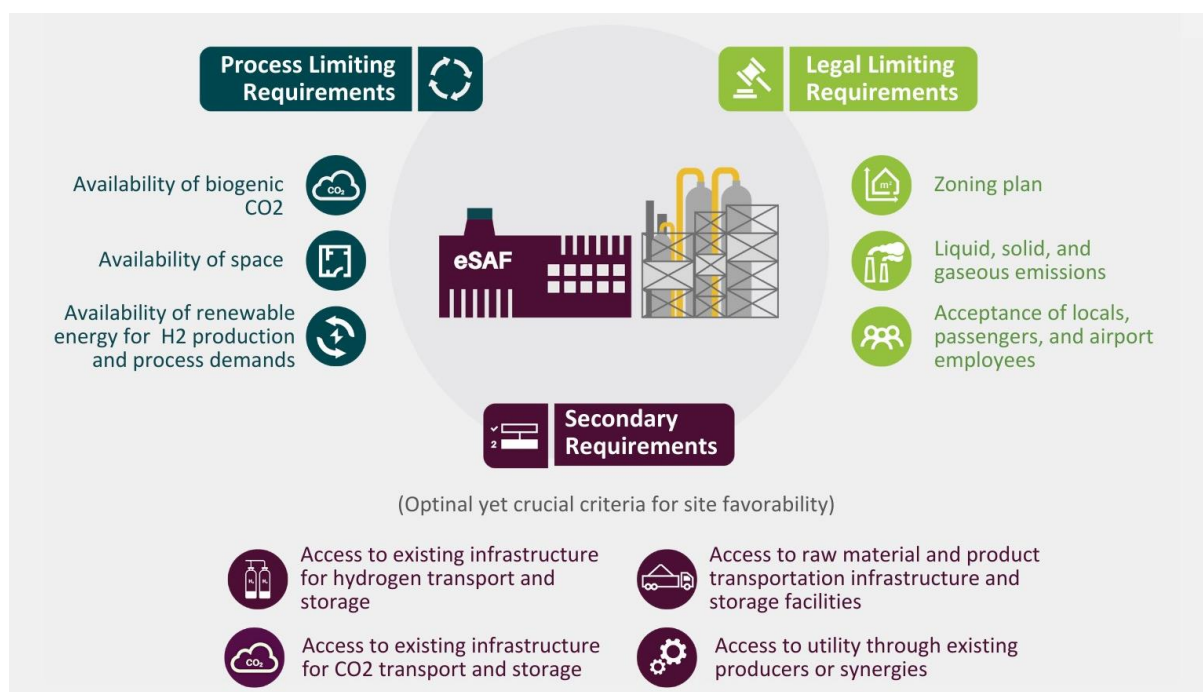 Process Limiting
Requirements
Legal Limiting
Requirements
Availability of biogenic
CO2
Availability of space
Availability of renewable
energy for H2 production
and process demands
CO₂
eSAF
m²
Zoning plan
Liquid, solid, and
gaseous emissions
Acceptance of locals,
passengers, and airport
employees
2
Secondary
Requirements
(Optinal yet crucial criteria for site favorability)
Access to existing infrastructure
for hydrogen transport and
storage
Access to raw material and product
transportation infrastructure and
storage facilities
CO₂
Access to existing infrastructure
for CO2 transport and storage
Access to utility through existing
producers or synergies